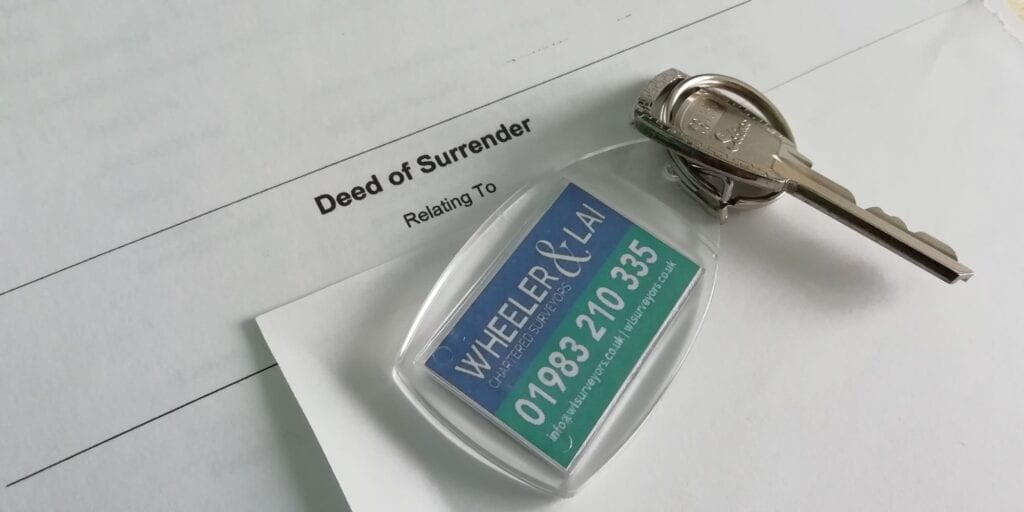 Deed of Surrender
Relating To
WHEELER & LAI
CHARTERED SURVEYORS
01983 210 335
info@wlsurveyors.co.uk | wlsurveyors.co.uk